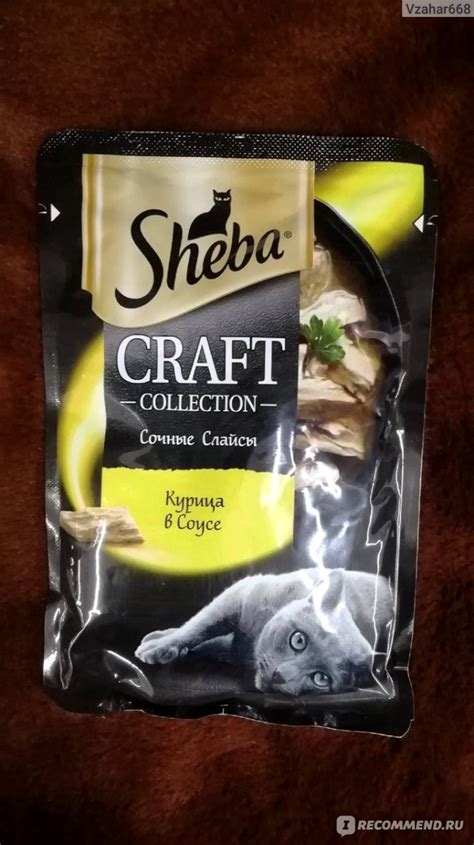 Vzahar668
Sheba®
CRAFT
COLLECTION
Сочные Слайсы
Курица
в Соусе
I RECOMMEND.RU